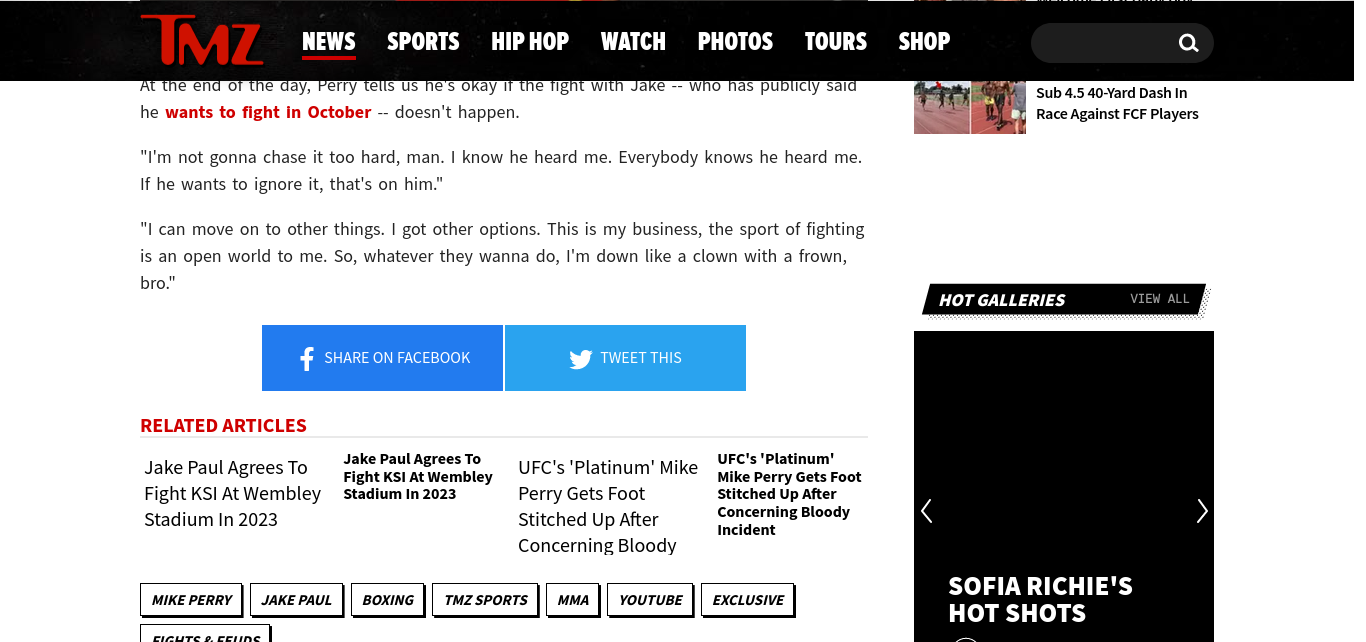 TMZ
NEWS
SPORTS
HIP HOP
WATCH
PHOTOS
TOURS
SHOP
At the end of the day, Perry tells us he's okay if the fight with Jake -- who has publicly said
he wants to fight in October -- doesn't happen.
"I'm not gonna chase it too hard, man. I know he heard me. Everybody knows he heard me.
If he wants to ignore it, that's on him."
"I can move on to other things. I got other options. This is my business, the sport of fighting
is an open world to me. So, whatever they wanna do, I'm down like a clown with a frown,
bro."
SHARE ON FACEBOOK
TWEET THIS
RELATED ARTICLES
Jake Paul Agrees To
Fight KSI At Wembley
Stadium In 2023
Jake Paul Agrees To
Fight KSI At Wembley
Stadium In 2023
UFC's 'Platinum' Mike
Perry Gets Foot
Stitched Up After
Concerning Bloody
UFC's 'Platinum'
Mike Perry Gets Foot
Stitched Up After
Concerning Bloody
Incident
MIKE PERRY
JAKE PAUL
BOXING
TMZ SPORTS
MMA
YOUTUBE
EXCLUSIVE
FIGHTS & FEUDS
Sub 4.5 40-Yard Dash In
Race Against FCF Players
HOT GALLERIES
VIEW ALL
SOFIA RICHIE'S
HOT SHOTS